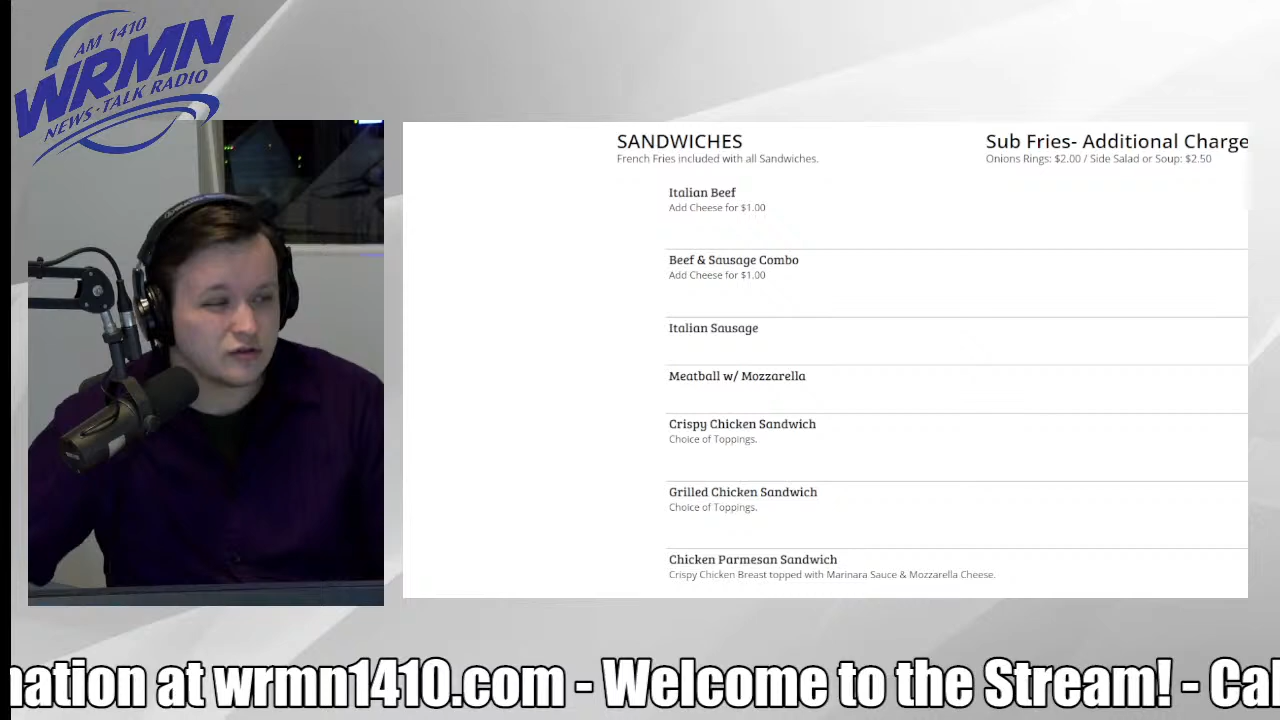 AM 1410
WRMN
NEWS·TALK RADIO
SANDWICHES
French Fries included with all Sandwiches.
Sub Fries- Additional Charge
Onions Rings: $2.00 / Side Salad or Soup: $2.50
Italian Beef
Add Cheese for $1.00
Beef & Sausage Combo
Add Cheese for $1.00
Italian Sausage
Meatball w/ Mozzarella
Crispy Chicken Sandwich
Choice of Toppings.
Grilled Chicken Sandwich
Choice of Toppings.
Chicken Parmesan Sandwich
Crispy Chicken Breast topped with Marinara Sauce & Mozzarella Cheese.
nation at wrmn1410.com - Welcome to the Stream! - Cal